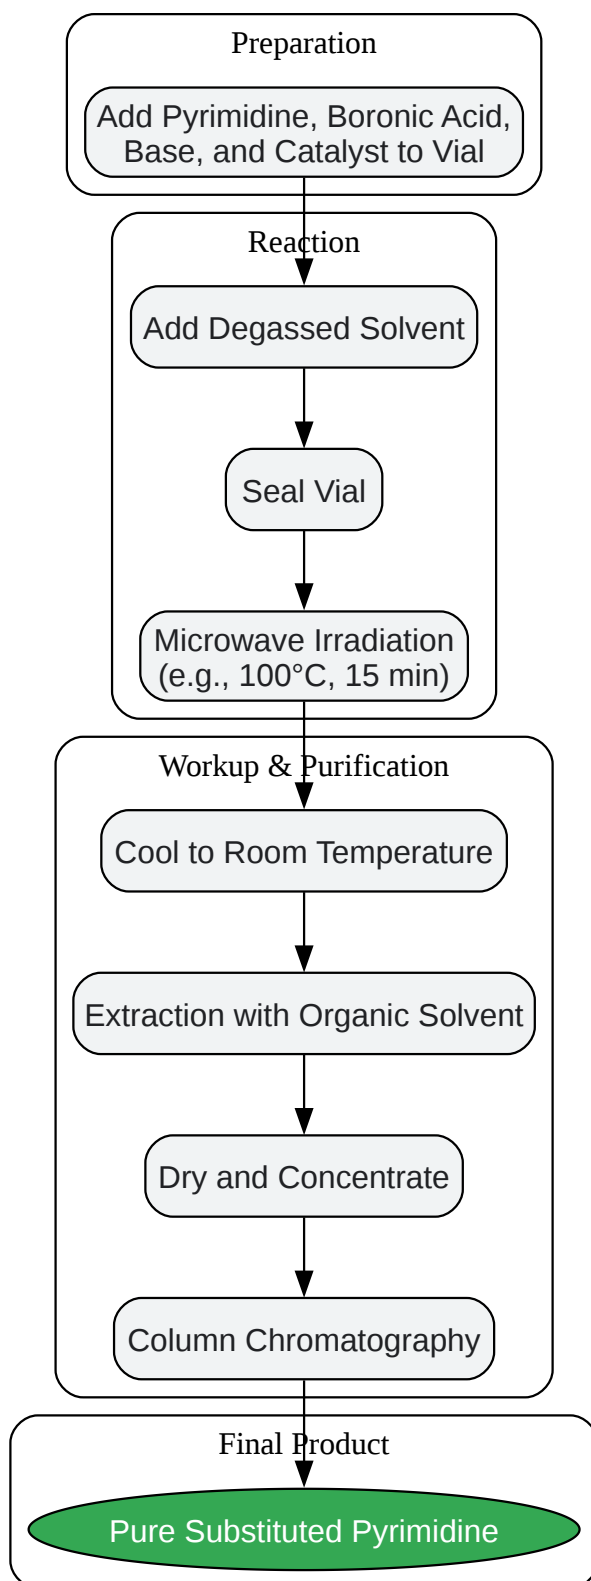 Preparation
Add Pyrimidine, Boronic Acid,
Base, and Catalyst to Vial
Reaction
Add Degassed Solvent
Seal Vial
Microwave Irradiation
(e.g., 100°C, 15 min)
Workup & Purification
Cool to Room Temperature
Extraction with Organic Solvent
Dry and Concentrate
Column Chromatography
Final Product
Pure Substituted Pyrimidine